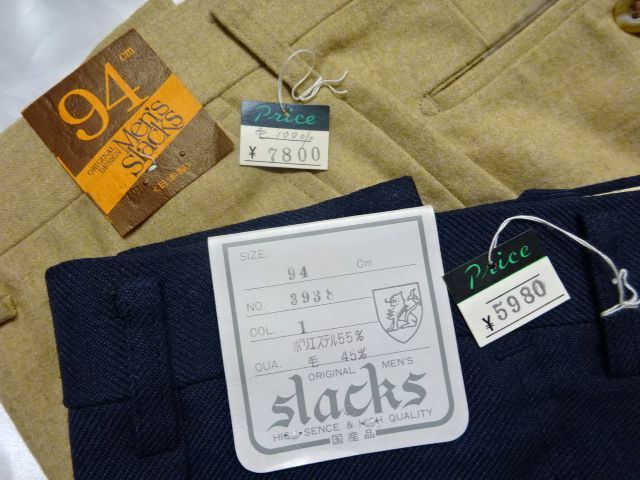 94 cm
ORIGINAL
DESIGN
Men's
Slacks
Price
毛 100%
¥ 7800
Price
¥5980
SIZE. 94 Cm
NO. 3938
COL. 1
ポリエステル55%
QUA. 毛 45%
ORIGINAL MEN'S
slacks
HIGH SENCE & HIGH QUALITY
国産品